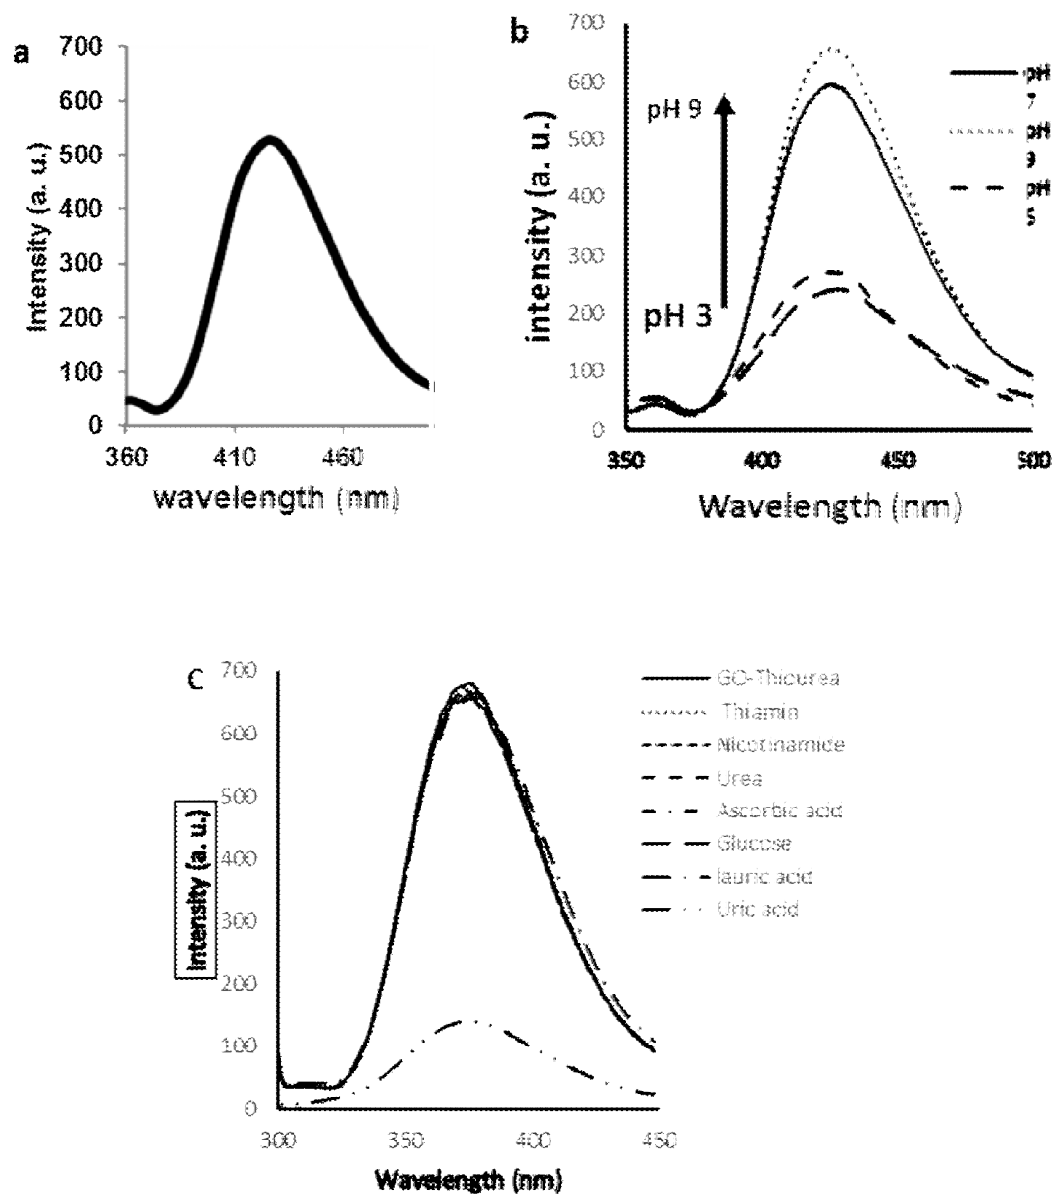 a
700
600
500
400
300
200
100
0
360 410 460
Intensity (a. u.)
wavelength (nm)
b
700
600
500
400
300
200
100
0
350 400 450 500
intensity (a. u.)
Wavelength (nm)
pH 9
pH 3
pH
7
pH
9
pH
5
C
700
600
500
400
300
200
100
0
300 350 400 450
Intensity (a. u.)
Wavelength (nm)
GO-Thiourea
Thiamin
Nicotinamide
Urea
Ascorbic acid
Glucose
lauric acid
Uric acid